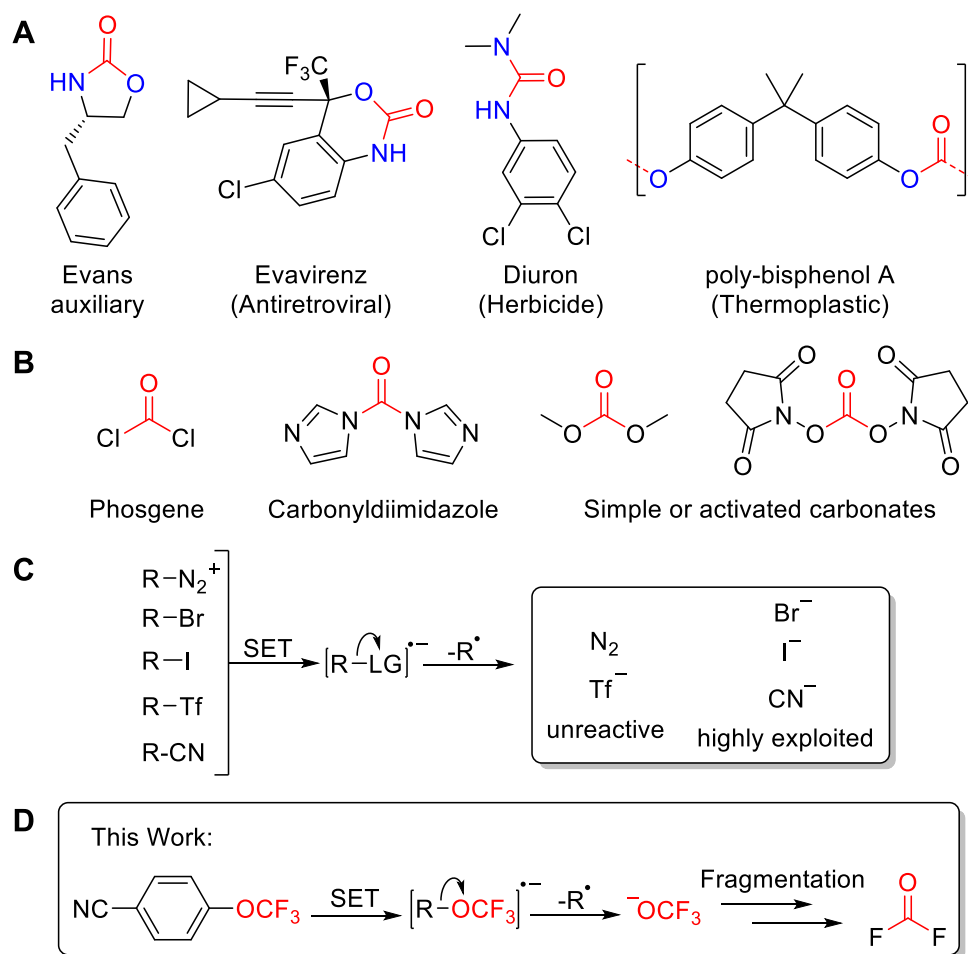 A
O
HN
O
Evans
auxiliary
F₃C
O
O
NH
Cl
Evavirenz
(Antiretroviral)
N
O
HN
Cl
Cl
Diuron
(Herbicide)
O
O
O
poly-bisphenol A
(Thermoplastic)
B
O
Cl Cl
Phosgene
O
N N
N N
Carbonyldiimidazole
O
O O
O O
O
N N
O O
O O
Simple or activated carbonates
C
R-N₂⁺
R-Br
R-I
R-Tf
R-CN
SET
[R-LG]•−
-R•
N₂
Tf−
unreactive
Br−
I−
CN−
highly exploited
D
This Work:
NC OCF₃
SET
[R-OCF₃]•−
-R•
−OCF₃
Fragmentation
O
F F